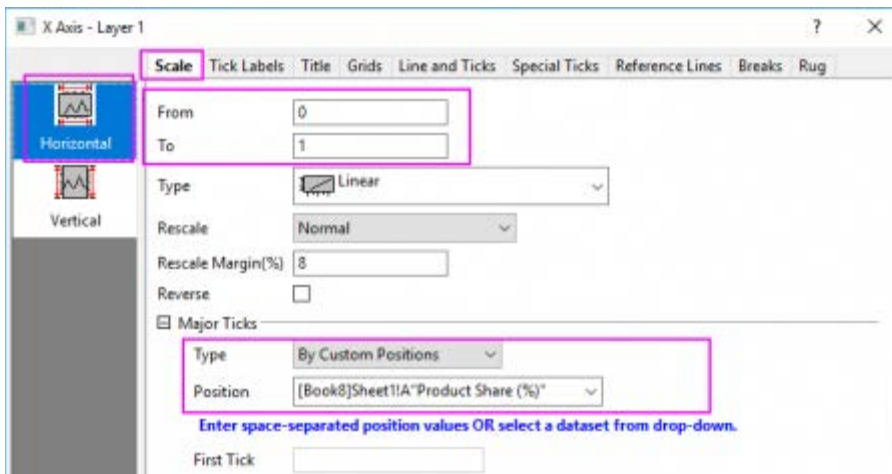 X Axis - Layer 1 ? X
Scale Tick Labels Title Grids Line and Ticks Special Ticks Reference Lines Breaks Rug
Horizontal
Vertical
From 0
To 1
Type Linear
Rescale Normal
Rescale Margin(%) 8
Reverse
Major Ticks
Type By Custom Positions
Position [Book8]Sheet1!A"Product Share (%)"
Enter space-separated position values OR select a dataset from drop-down.
First Tick